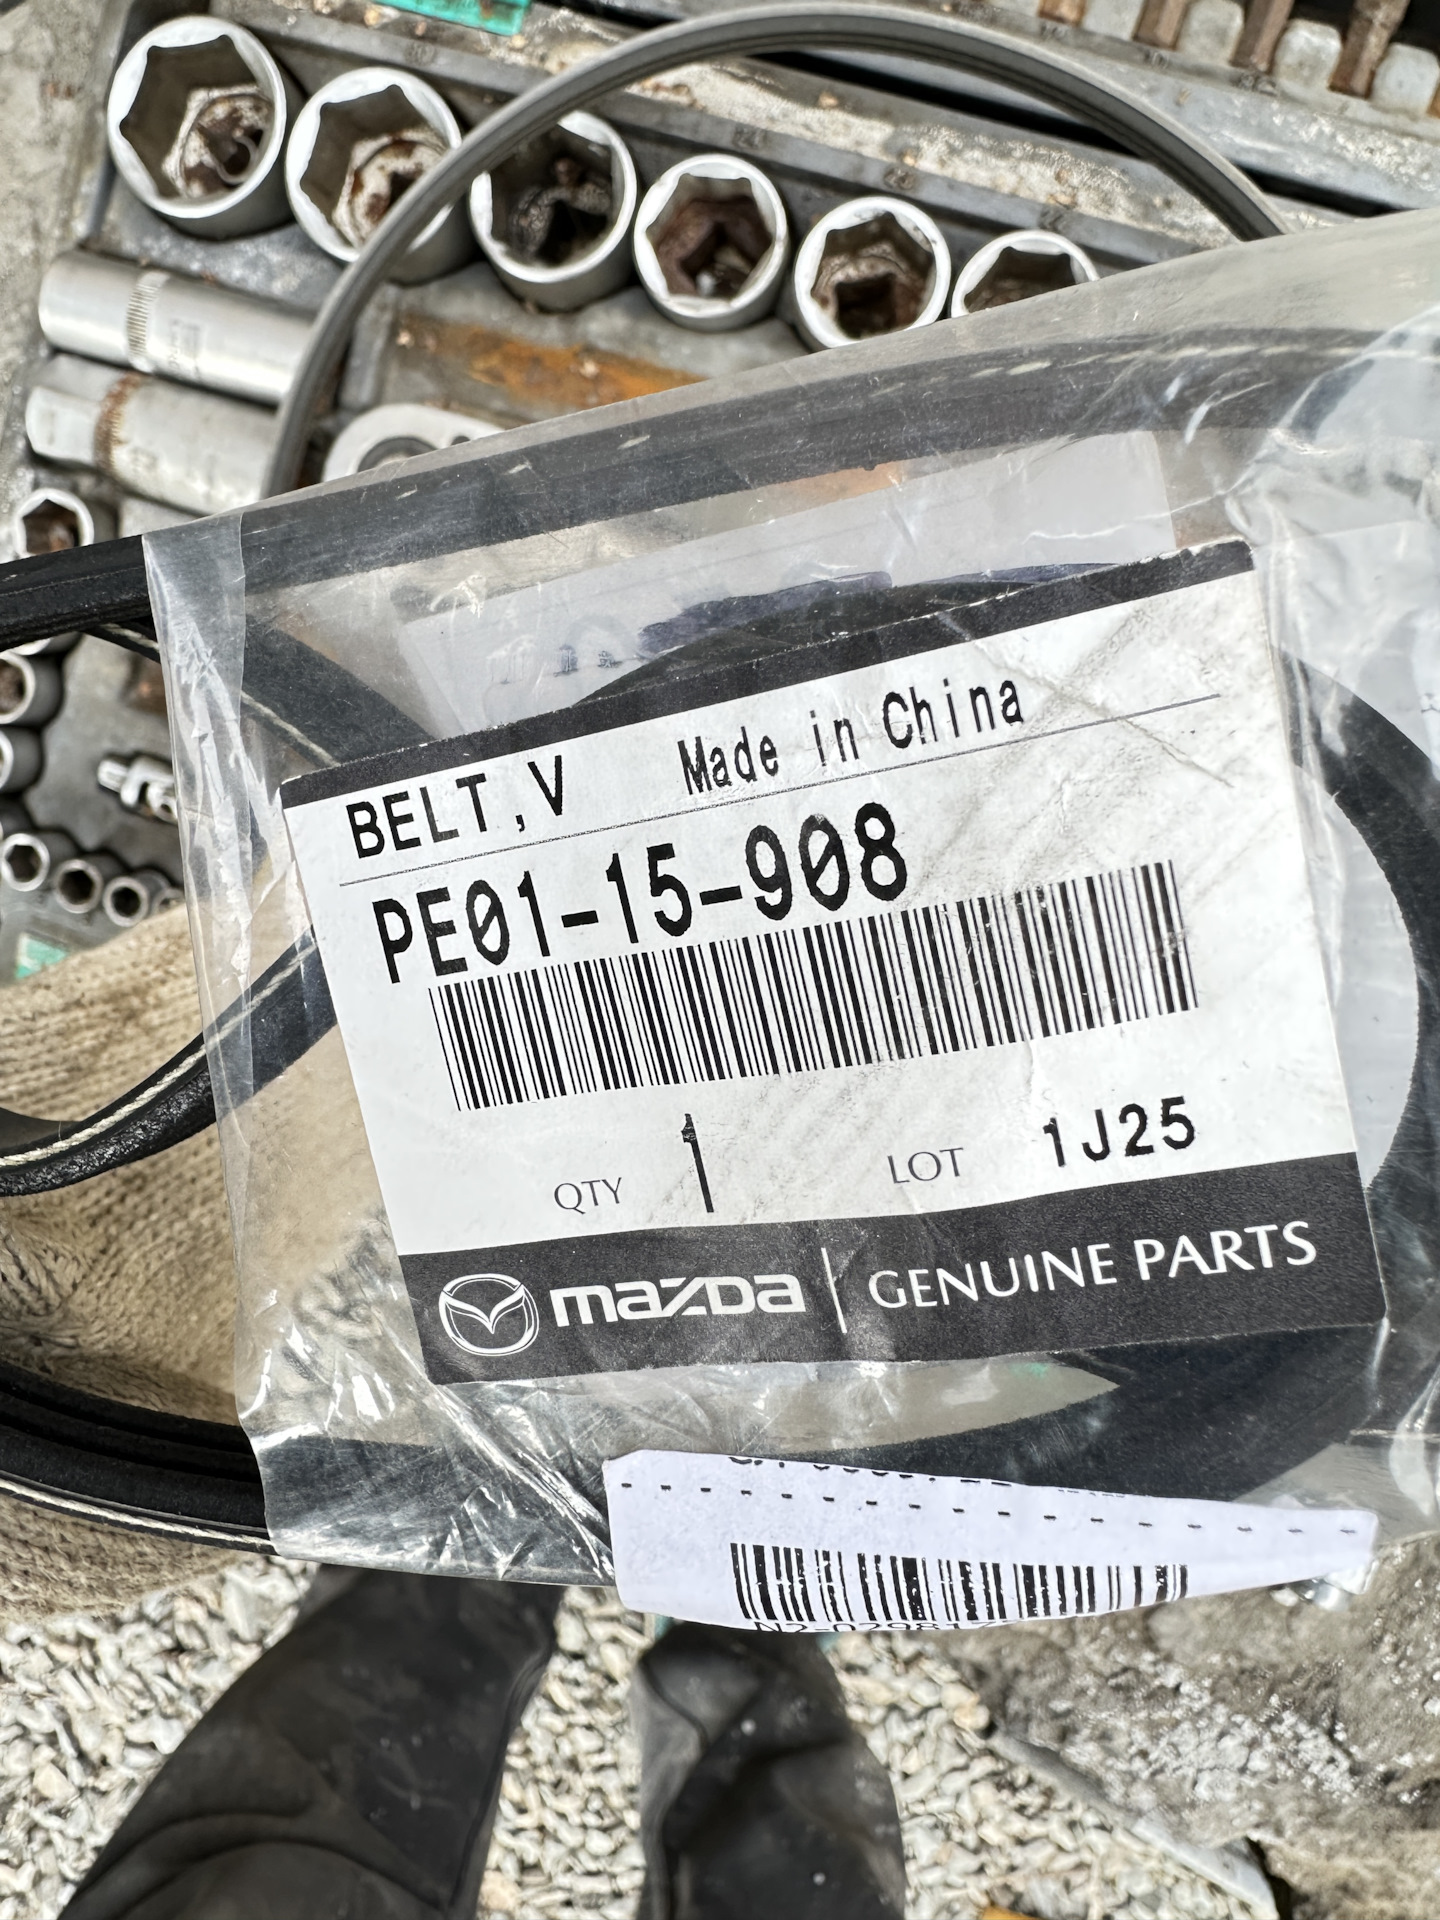 BELT,V Made in China
PE01-15-908
QTY 1 LOT 1J25
mazda GENUINE PARTS